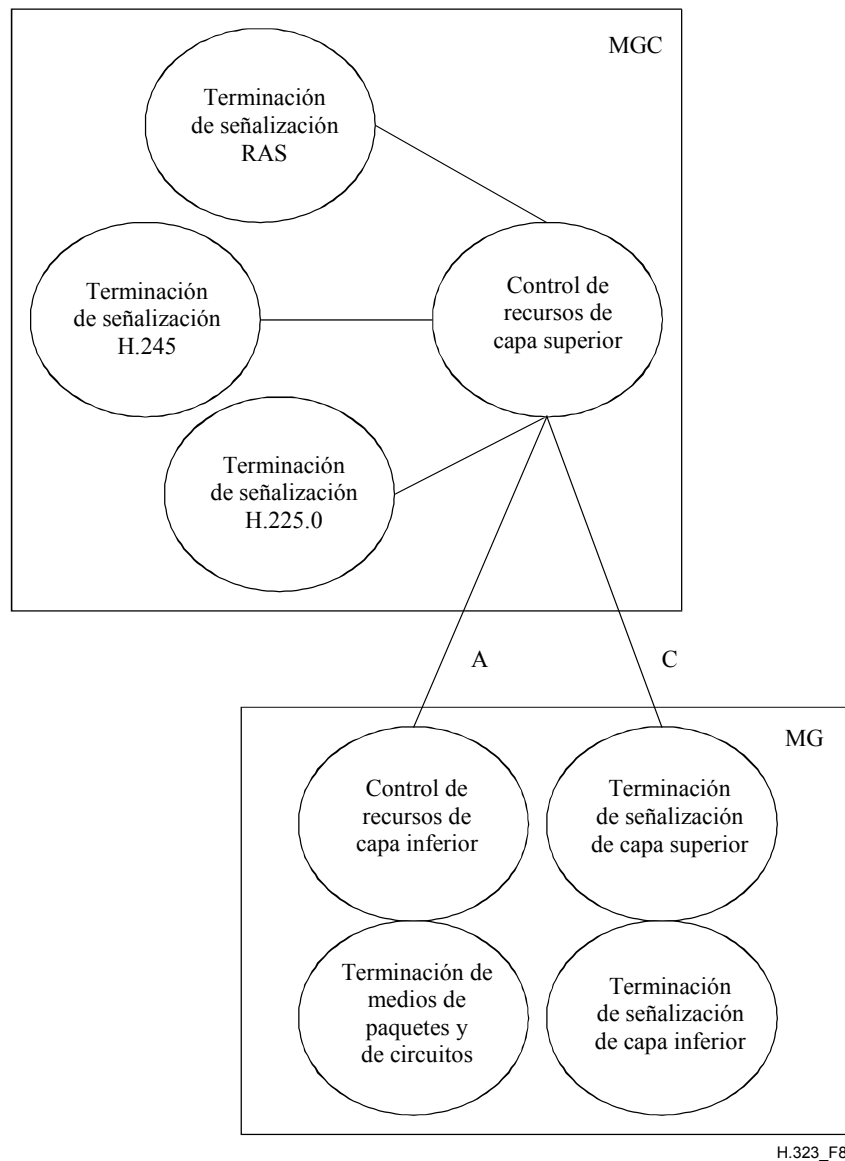 MGC
Terminación
de señalización
RAS
Terminación
de señalización
H.245
Control de
recursos de
capa superior
Terminación
de señalización
H.225.0
A
C
MG
Control de
recursos de
capa inferior
Terminación
de señalización
de capa superior
Terminación de
medios de
paquetes y
de circuitos
Terminación
de señalización
de capa inferior
H.323_F8